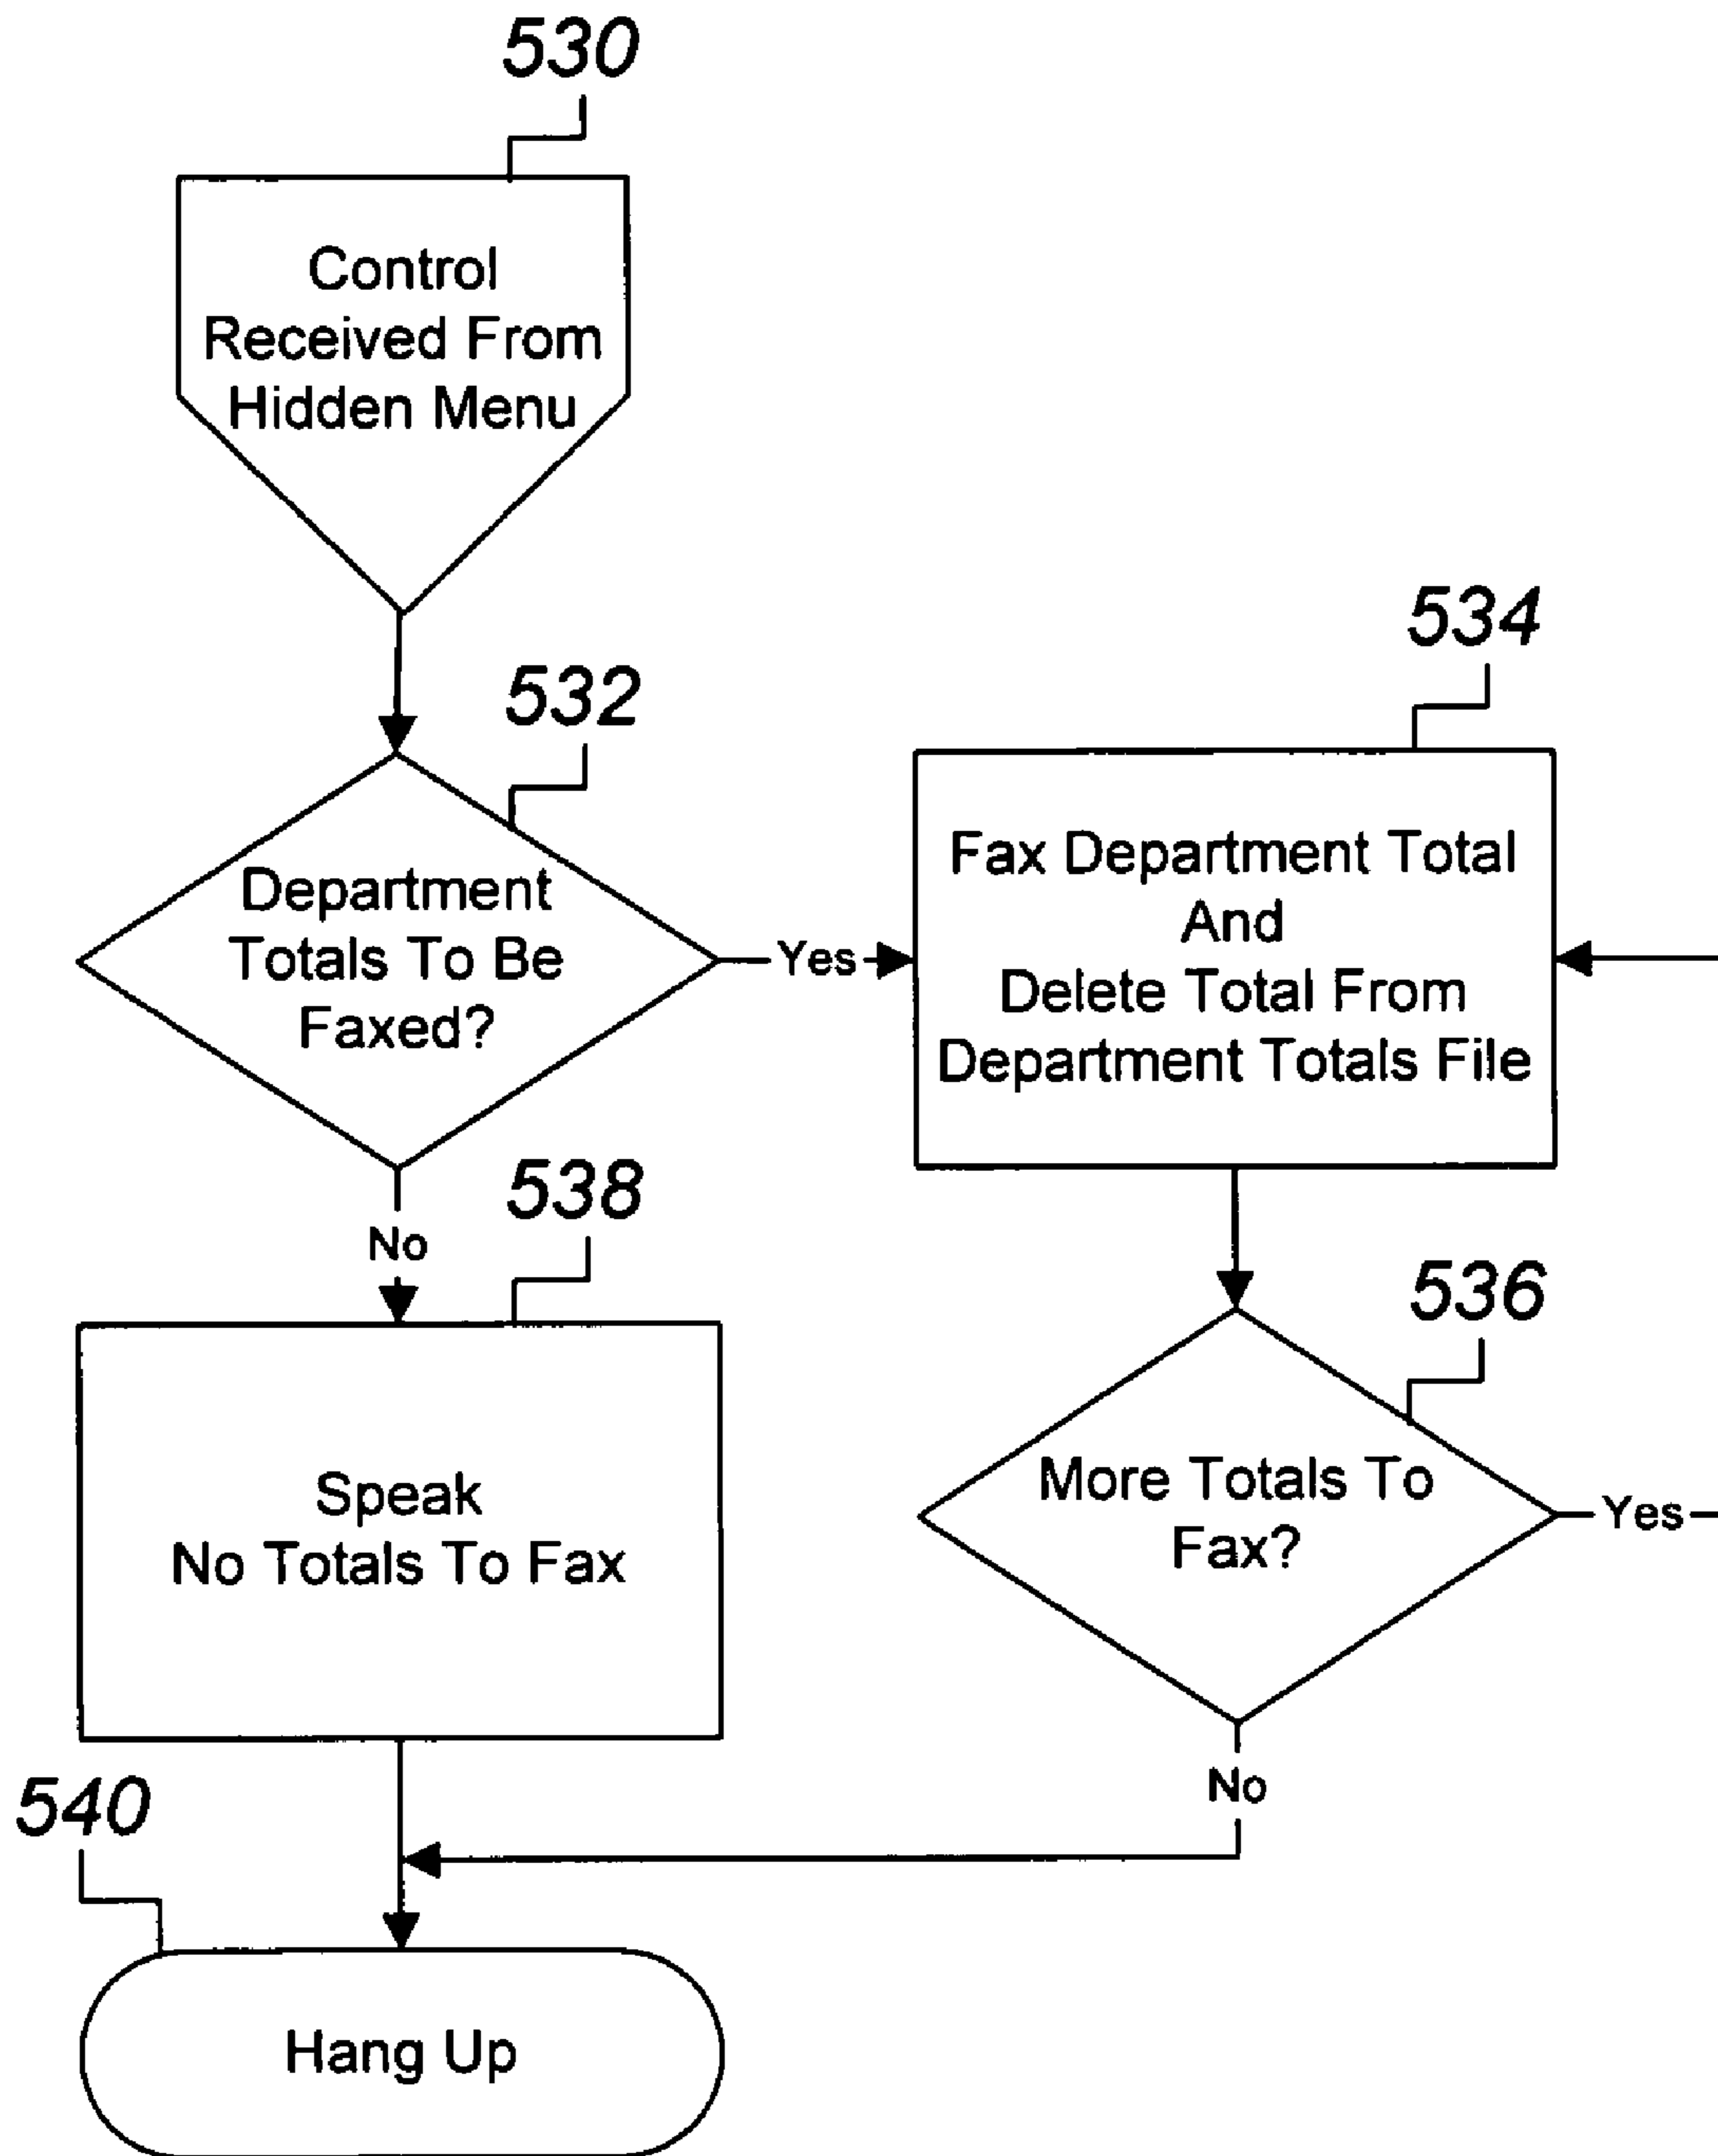 530
Control
Received From
Hidden Menu
532
Department
Totals To Be
Faxed?
Yes
534
Fax Department Total
And
Delete Total From
Department Totals File
No
538
Speak
No Totals To Fax
536
More Totals To
Fax?
Yes
No
540
Hang Up